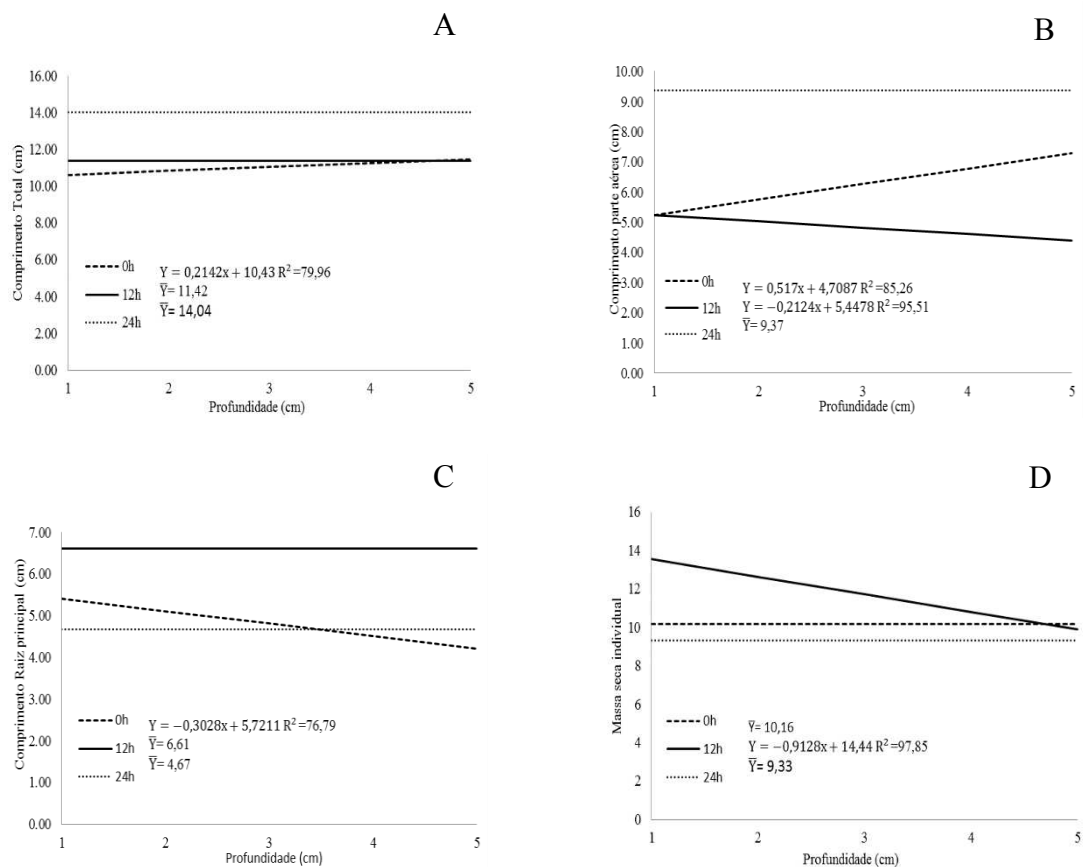 A
16.00
14.00
12.00
10.00
8.00
6.00
4.00
2.00
0.00
Comprimento Total (cm)
0h Y = 0,2142x + 10,43 R² =79,96
12h Y̅= 11,42
24h Y̅= 14,04
1 2 3 4 5
Profundidade (cm)
B
10.00
9.00
8.00
7.00
6.00
5.00
4.00
3.00
2.00
1.00
0.00
Comprimento parte aérea (cm)
0h Y = 0,517x + 4,7087 R² =85,26
12h Y = −0,2124x + 5,4478 R² =95,51
24h Y̅= 9,37
1 2 3 4 5
Profundidade (cm)
C
7.00
6.00
5.00
4.00
3.00
2.00
1.00
0.00
Comprimento Raiz principal (cm)
0h Y = −0,3028x + 5,7211 R² =76,79
12h Y̅= 6,61
24h Y̅= 4,67
1 2 3 4 5
Profundidade (cm)
D
16
14
12
10
8
6
4
2
0
Massa seca individual
0h Y̅= 10,16
12h Y = −0,9128x + 14,44 R² =97,85
24h Y̅= 9,33
1 2 3 4 5
Profundidade (cm)